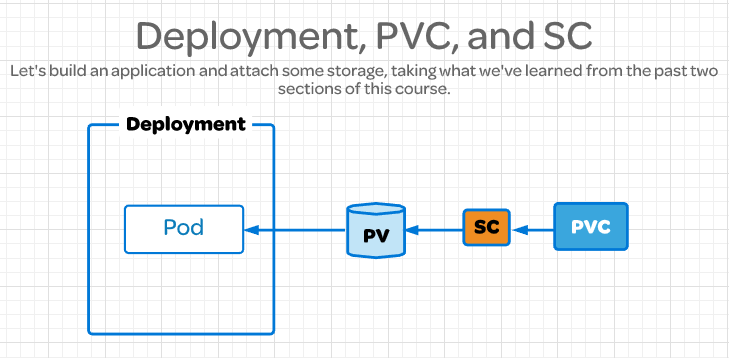 Deployment, PVC, and SC
Let's build an application and attach some storage, taking what we've learned from the past two
sections of this course.
Deployment
Pod
PV
SC
PVC